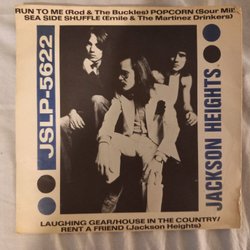 RUN TO ME (Rod & The Buckles) POPCORN (Sour Milk
SEA SIDE SHUFFLE (Emile & The Martinez Drinkers)
JSLP-5622
JACKSON HEIGHTS
LAUGHING GEAR/HOUSE IN THE COUNTRY/
RENT A FRIEND (Jackson Heights)